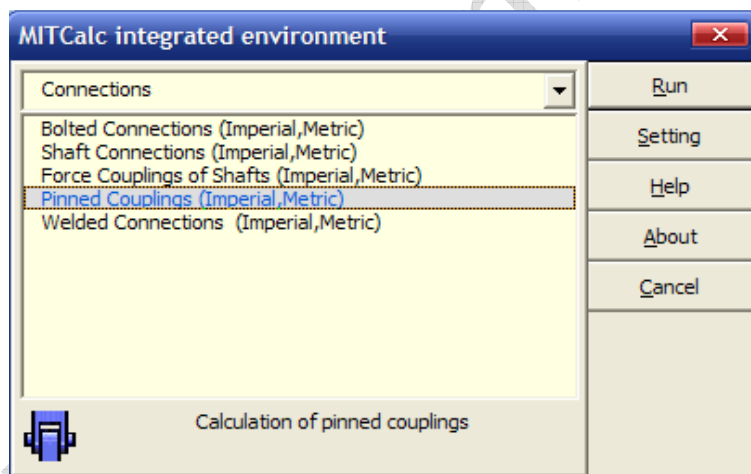 MITCalc integrated environment
Connections
Bolted Connections (Imperial,Metric)
Shaft Connections (Imperial,Metric)
Force Couplings of Shafts (Imperial,Metric)
Pinned Couplings (Imperial,Metric)
Welded Connections  (Imperial,Metric)
Calculation of pinned couplings
Run
Setting
Help
About
Cancel